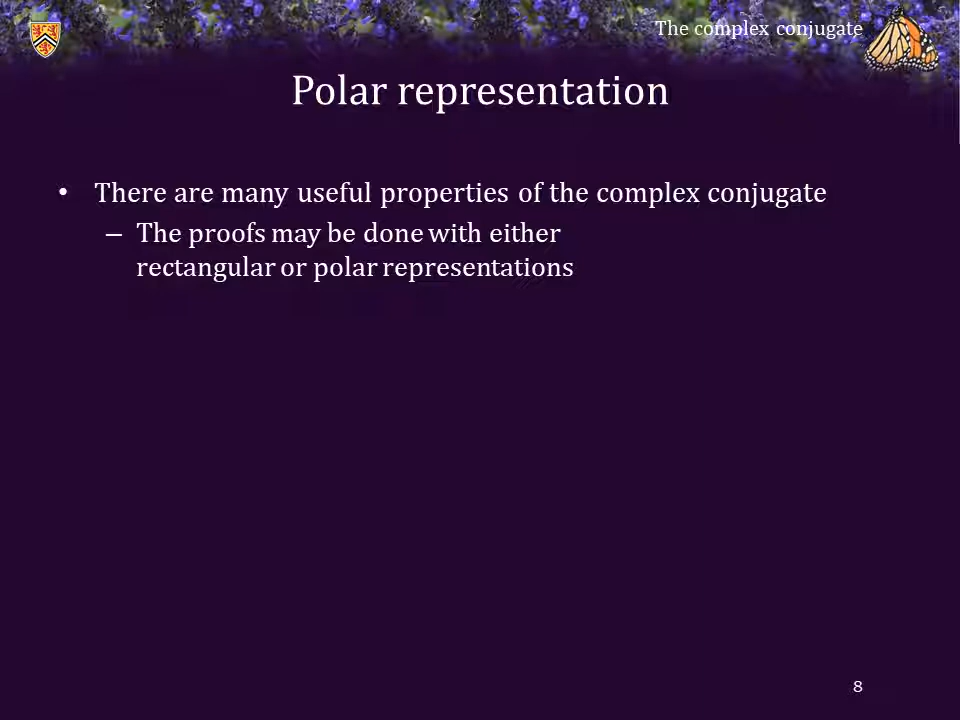 The complex conjugate
Polar representation
• There are many useful properties of the complex conjugate
– The proofs may be done with either
rectangular or polar representations
8